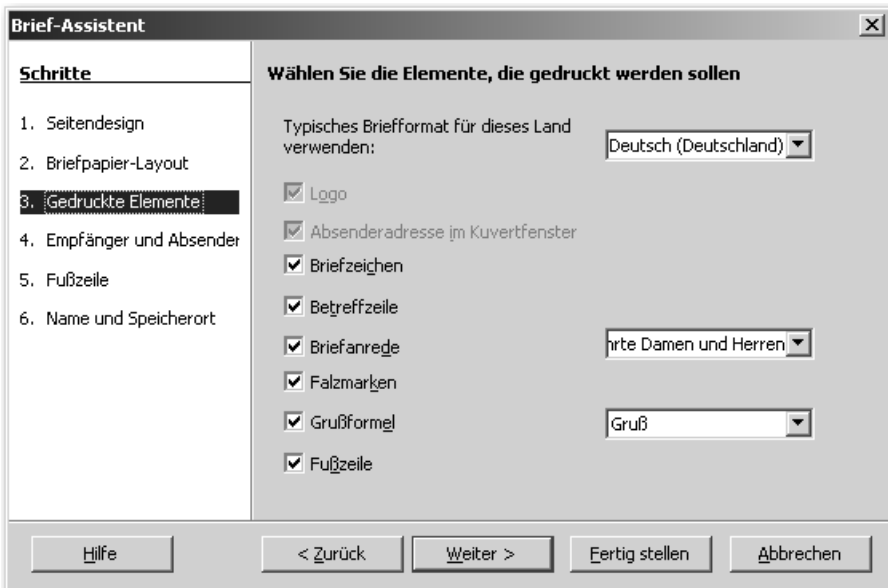 Brief-Assistent
Schritte
1. Seitendesign
2. Briefpapier-Layout
3. Gedruckte Elemente
4. Empfänger und Absender
5. Fußzeile
6. Name und Speicherort
Wählen Sie die Elemente, die gedruckt werden sollen
Typisches Briefformat für dieses Land
verwenden:
Deutsch (Deutschland)
Logo
Absenderadresse im Kuvertfenster
Briefzeichen
Betreffzeile
Briefanrede
hrte Damen und Herren
Falzmarken
Grußformel
Gruß
Fußzeile
Hilfe
< Zurück
Weiter >
Fertig stellen
Abbrechen